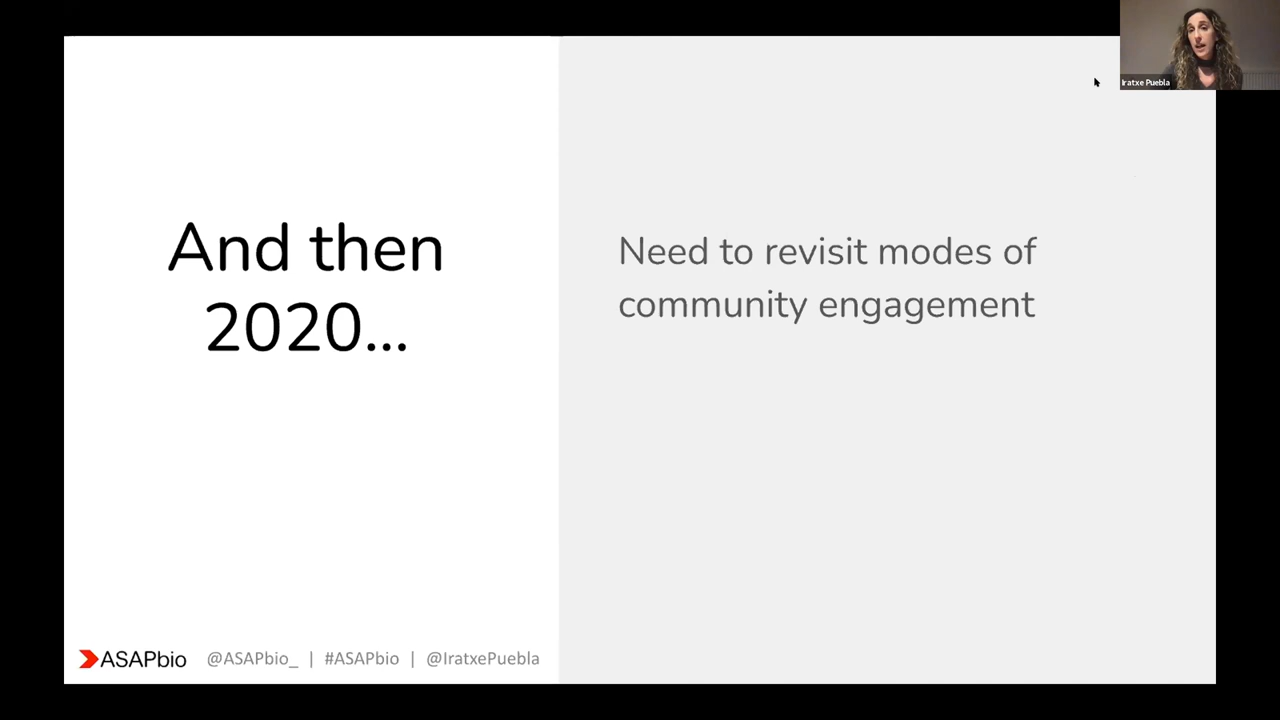 Iratxe Puebla
And then
2020...
Need to revisit modes of
community engagement
ASAPbio @ASAPbio_ | #ASAPbio | @IratxePuebla